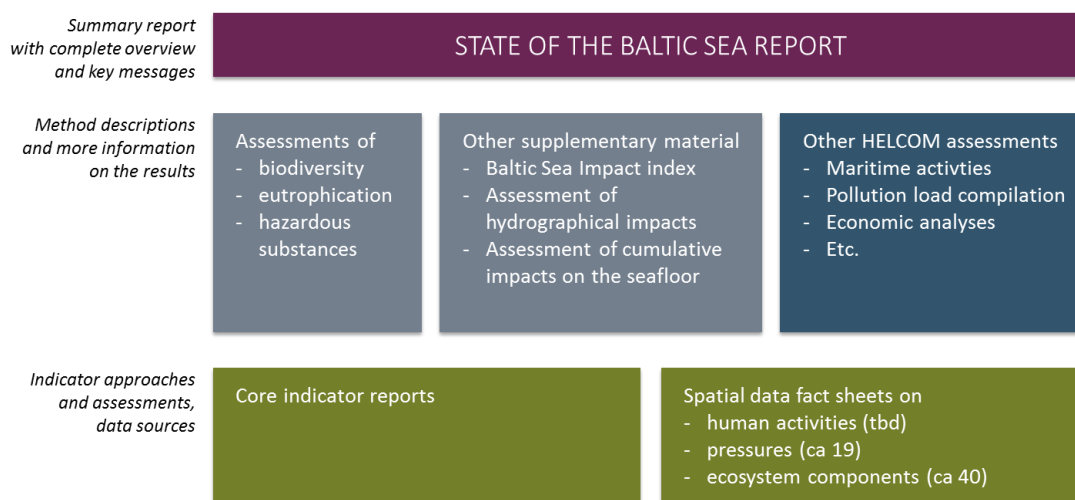 Summary report
with complete overview
and key messages
STATE OF THE BALTIC SEA REPORT
Method descriptions
and more information
on the results
Assessments of
- biodiversity
- eutrophication
- hazardous
substances
Other supplementary material
- Baltic Sea Impact index
- Assessment of
hydrographical impacts
- Assessment of cumulative
impacts on the seafloor
Other HELCOM assessments
- Maritime activties
- Pollution load compilation
- Economic analyses
- Etc.
Indicator approaches
and assessments,
data sources
Core indicator reports
Spatial data fact sheets on
- human activities (tbd)
- pressures (ca 19)
- ecosystem components (ca 40)